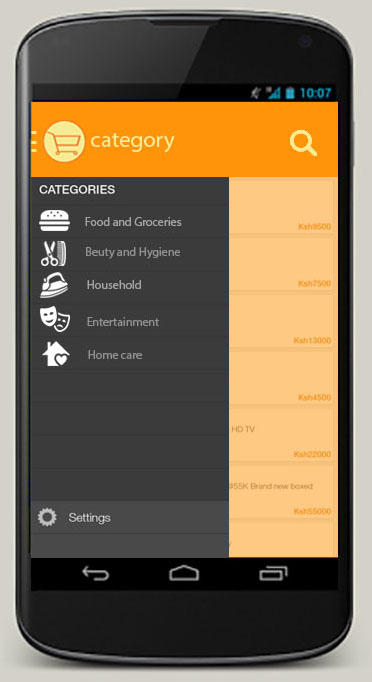 10:07
category
CATEGORIES
Food and Groceries
Beuty and Hygiene
Household
Entertainment
Home care
Settings
Ksh9500
Ksh7500
Ksh13000
Ksh4500
HD TV
Ksh22000
Brand new boxed
Ksh55000